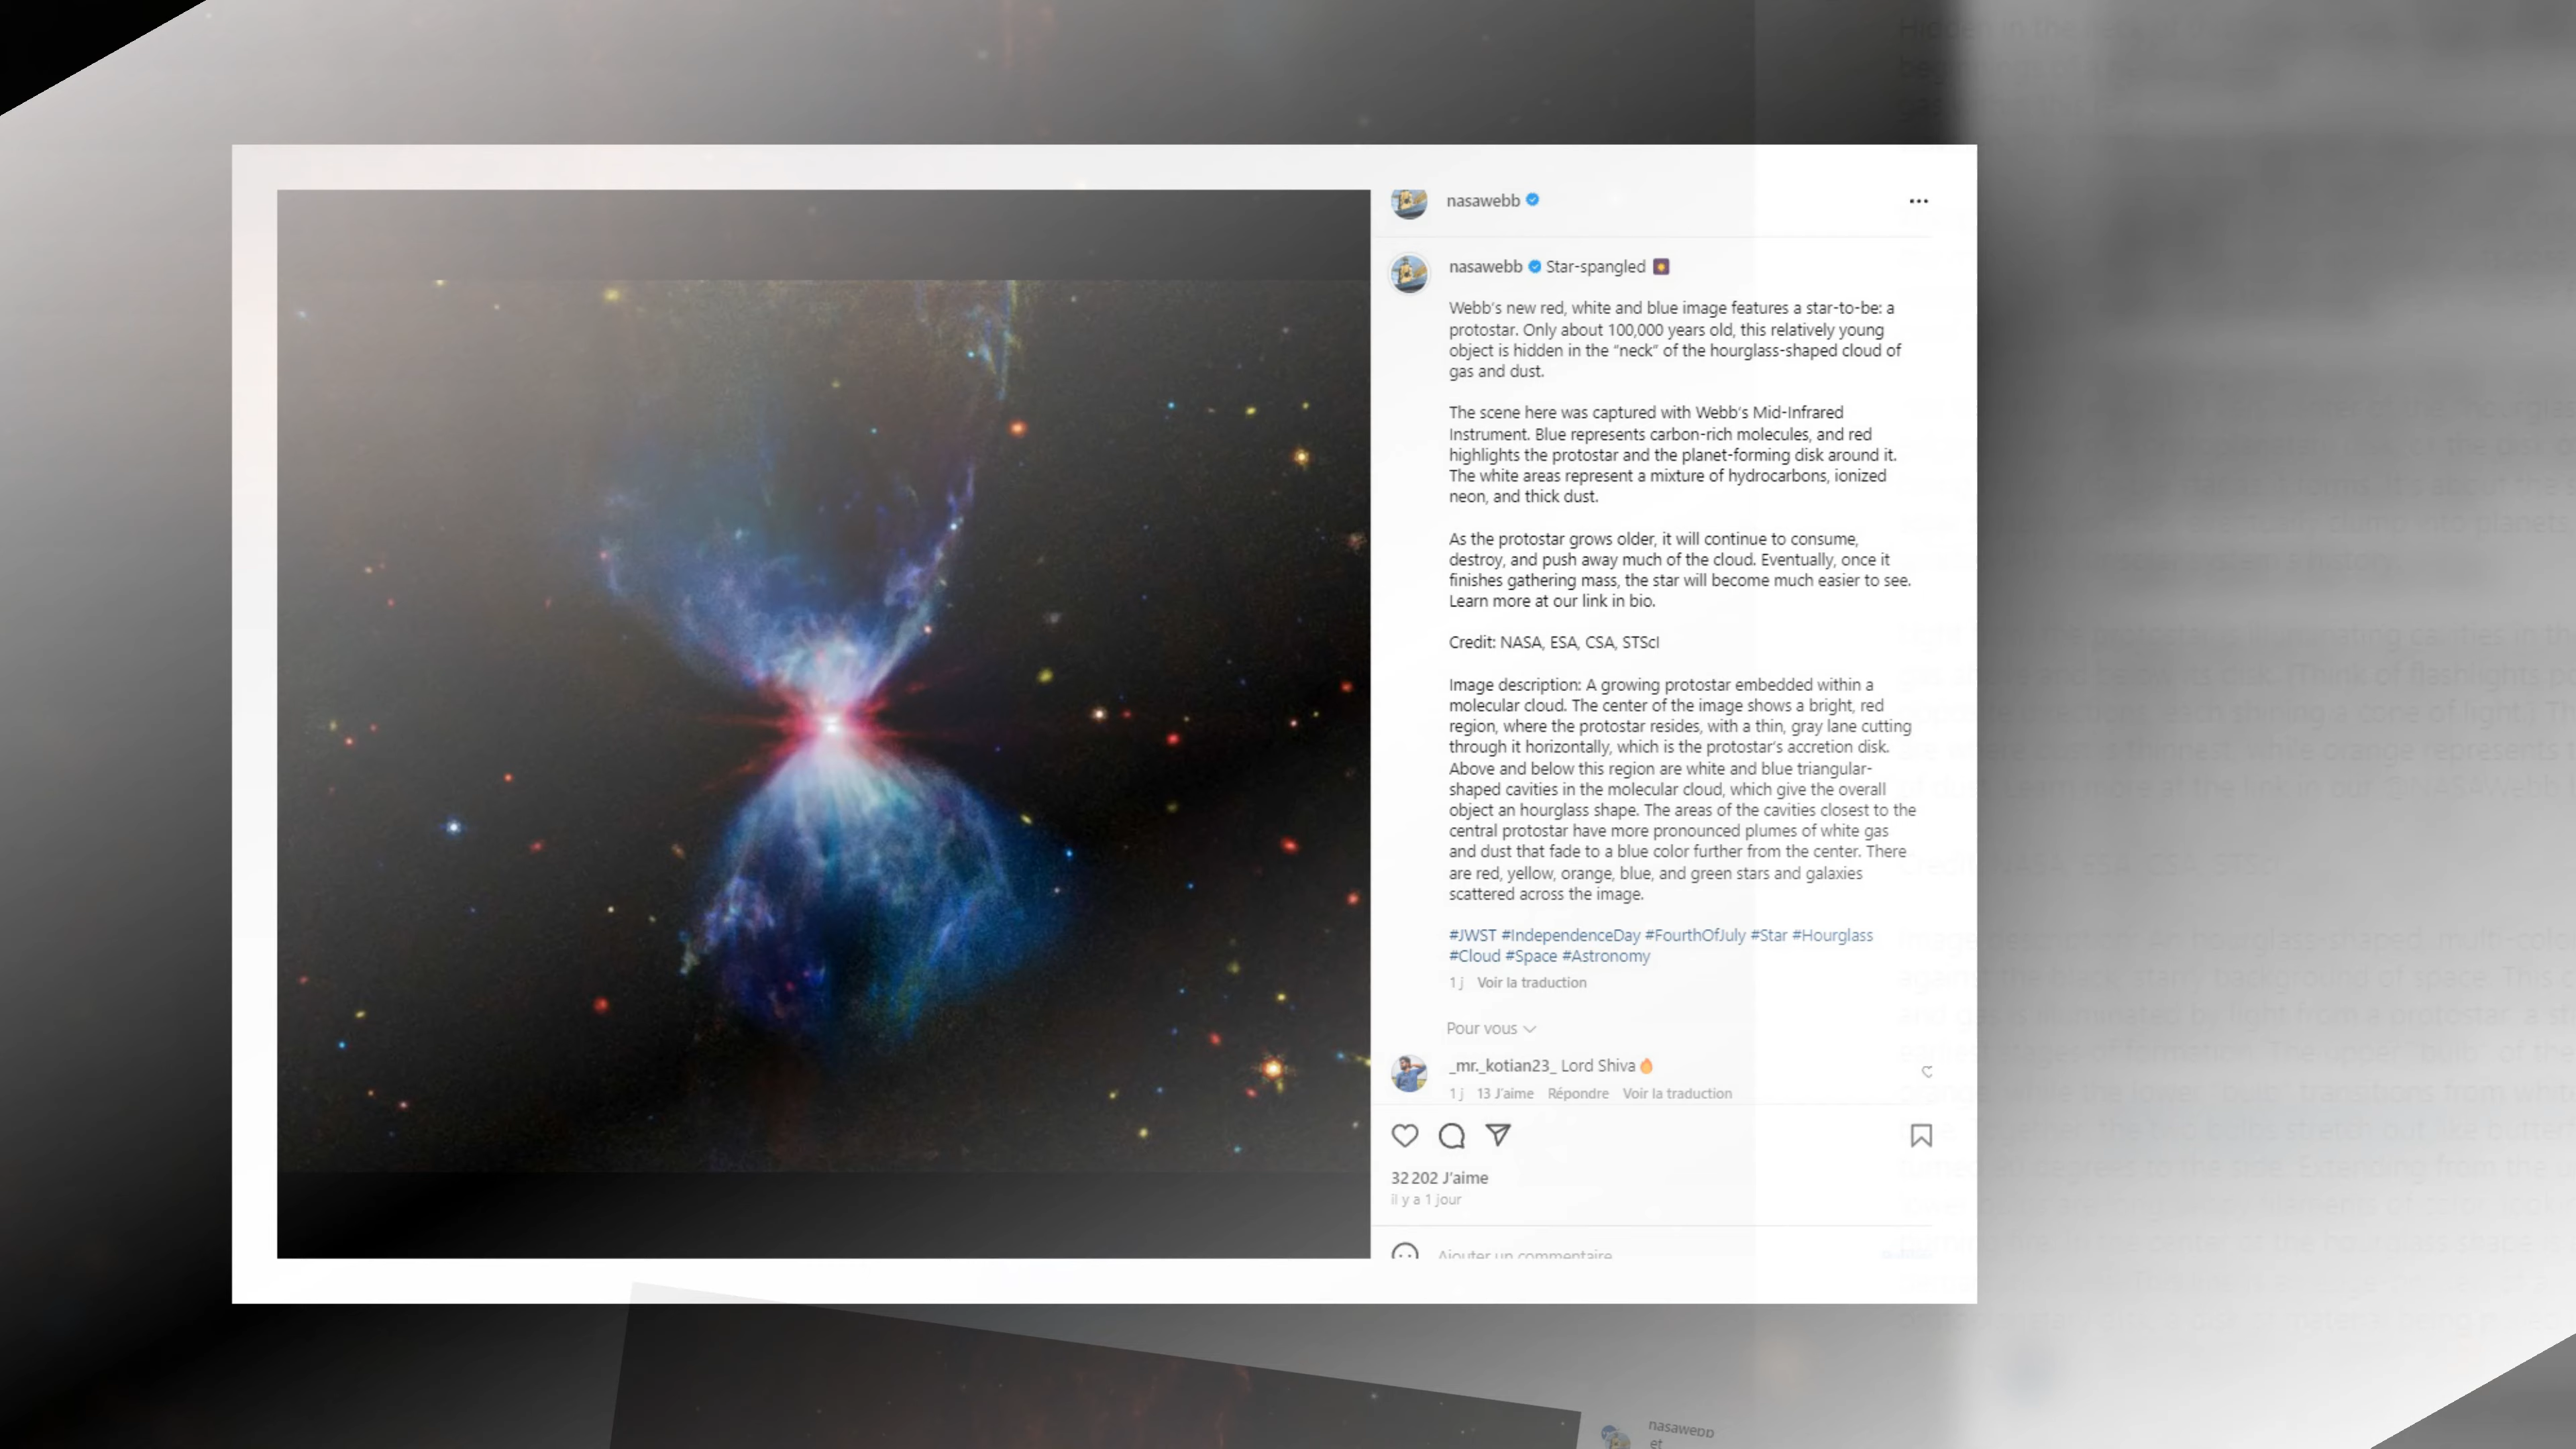 nasawebb
nasawebb Star-spangled
Webb's new red, white and blue image features a star-to-be: a
protostar. Only about 100,000 years old, this relatively young
object is hidden in the "neck" of the hourglass-shaped cloud of
gas and dust.
The scene here was captured with Webb's Mid-Infrared
Instrument. Blue represents carbon-rich molecules, and red
highlights the protostar and the planet-forming disk around it.
The white areas represent a mixture of hydrocarbons, ionized
neon, and thick dust.
As the protostar grows older, it will continue to consume,
destroy, and push away much of the cloud. Eventually, once it
finishes gathering mass, the star will become much easier to see.
Learn more at our link in bio.
Credit: NASA, ESA, CSA, STScI
Image description: A growing protostar embedded within a
molecular cloud. The center of the image shows a bright, red
region, where the protostar resides, with a thin, gray lane cutting
through it horizontally, which is the protostar's accretion disk.
Above and below this region are white and blue triangular-
shaped cavities in the molecular cloud, which give the overall
object an hourglass shape. The areas of the cavities closest to the
central protostar have more pronounced plumes of white gas
and dust that fade to a blue color further from the center. There
are red, yellow, orange, blue, and green stars and galaxies
scattered across the image.
#JWST #IndependenceDay #FourthOfJuly #Star #Hourglass
#Cloud #Space #Astronomy
1 j Voir la traduction
Pour vous
_mr._kotian23_ Lord Shiva
1 j 13 J'aime Répondre Voir la traduction
32 202 J'aime
il y a 1 jour
Ajouter un commentaire
nasawebb
et